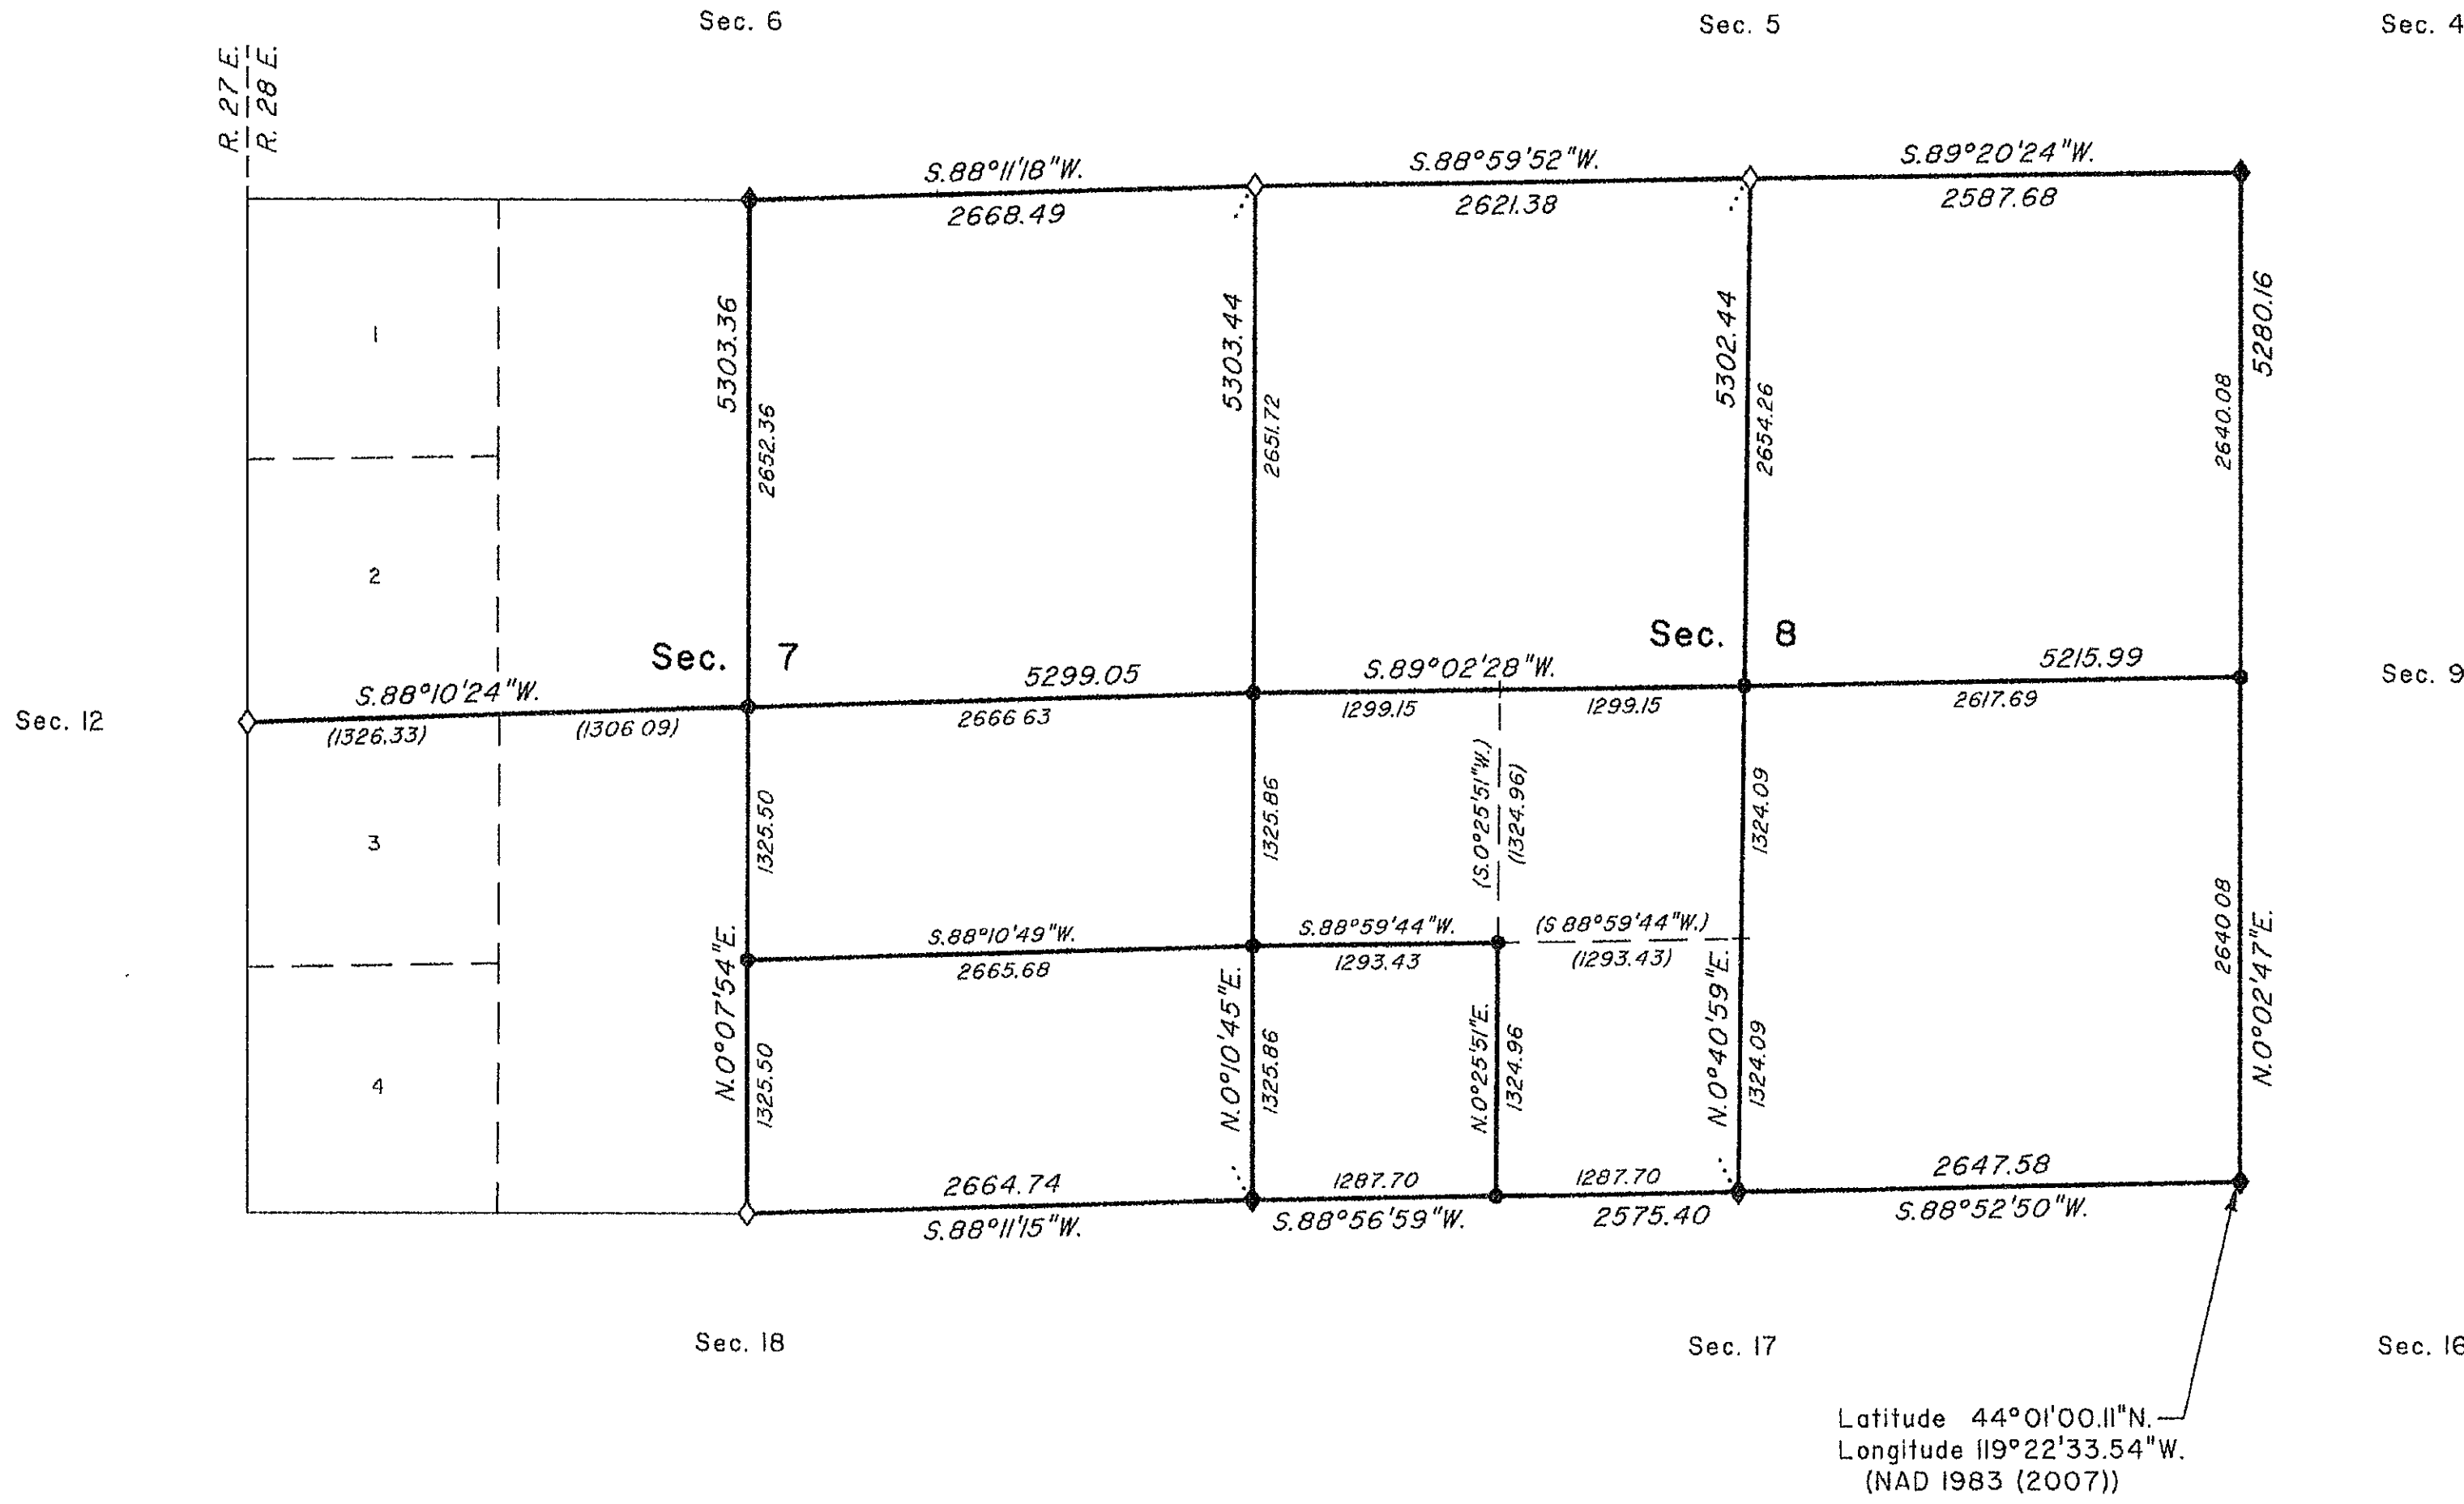 Sec. 6
Sec. 5
Sec. 4
R. 27 E.
R. 28 E.
S.88°11'18"W.
2668.49
S.88°59'52"W.
2621.38
S.89°20'24"W.
2587.68
1
5303.36
2652.36
5303.44
2651.72
5302.44
2654.26
5280.16
2640.08
2
Sec. 7
Sec. 8
Sec. 12
S.88°10'24"W.
(1326.33)
(1306 09)
5299.05
2666 63
S.89°02'28"W.
1299.15
1299.15
5215.99
2617.69
Sec. 9
3
1325.50
1325.86
(S.0°25'51"W.)
(1324.96)
1324.09
2640 08
S.88°10'49"W.
2665.68
S.88°59'44"W.
1293.43
(S 88°59'44"W.)
(1293.43)
4
N.0°07'54"E.
1325.50
N.0°10'45"E.
1325.86
N.0°25'51"E.
1324.96
N.0°40'59"E.
1324.09
N.0°02'47"E.
2664.74
S.88°11'15"W.
1287.70
1287.70
S.88°56'59"W.
2575.40
2647.58
S.88°52'50"W.
Sec. 18
Sec. 17
Sec. 16
Latitude 44°01'00.11"N.
Longitude 119°22'33.54"W.
(NAD 1983 (2007))